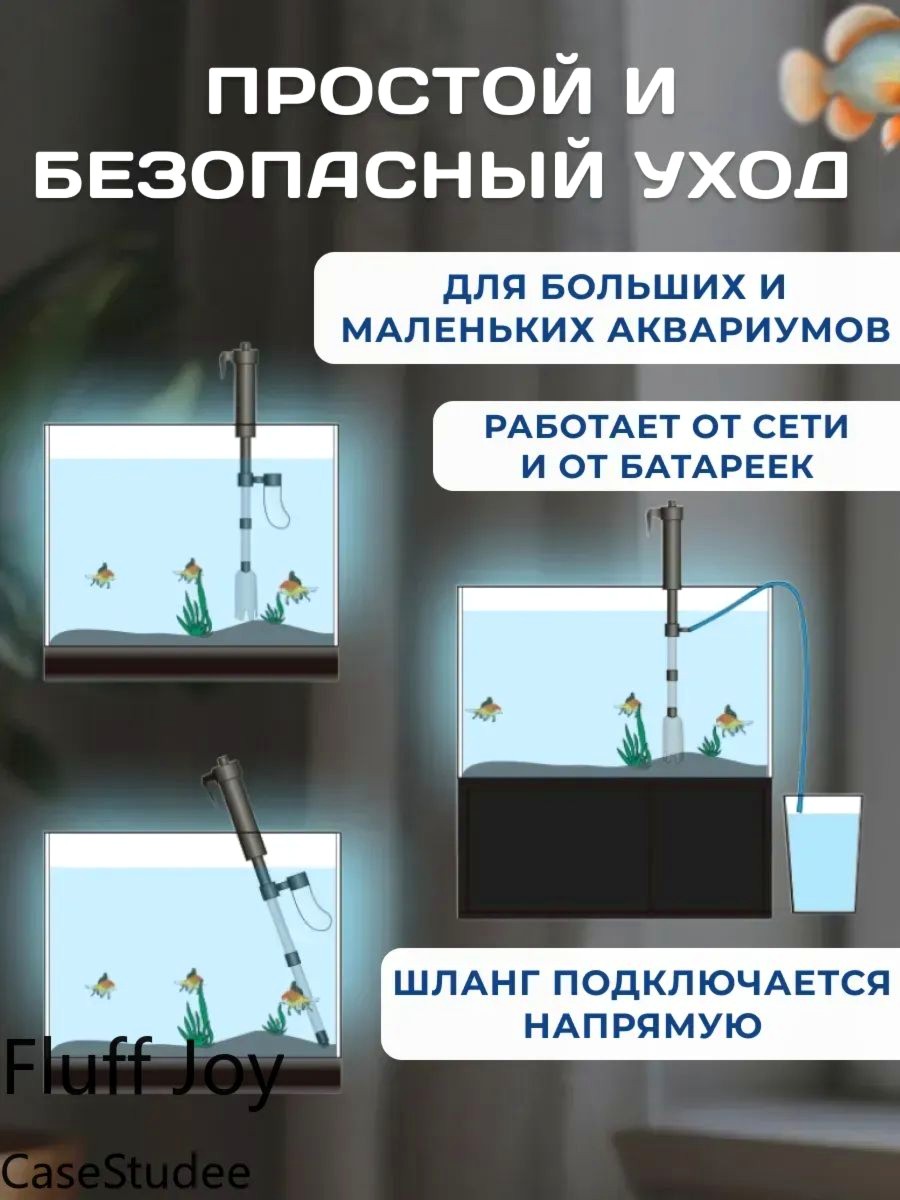 ПРОСТОЙ И
БЕЗОПАСНЫЙ УХОД
ДЛЯ БОЛЬШИХ И
МАЛЕНЬКИХ АКВАРИУМОВ
РАБОТАЕТ ОТ СЕТИ
И ОТ БАТАРЕЕК
ШЛАНГ ПОДКЛЮЧАЕТСЯ
НАПРЯМУЮ
Fluff Joy
CaseStudee